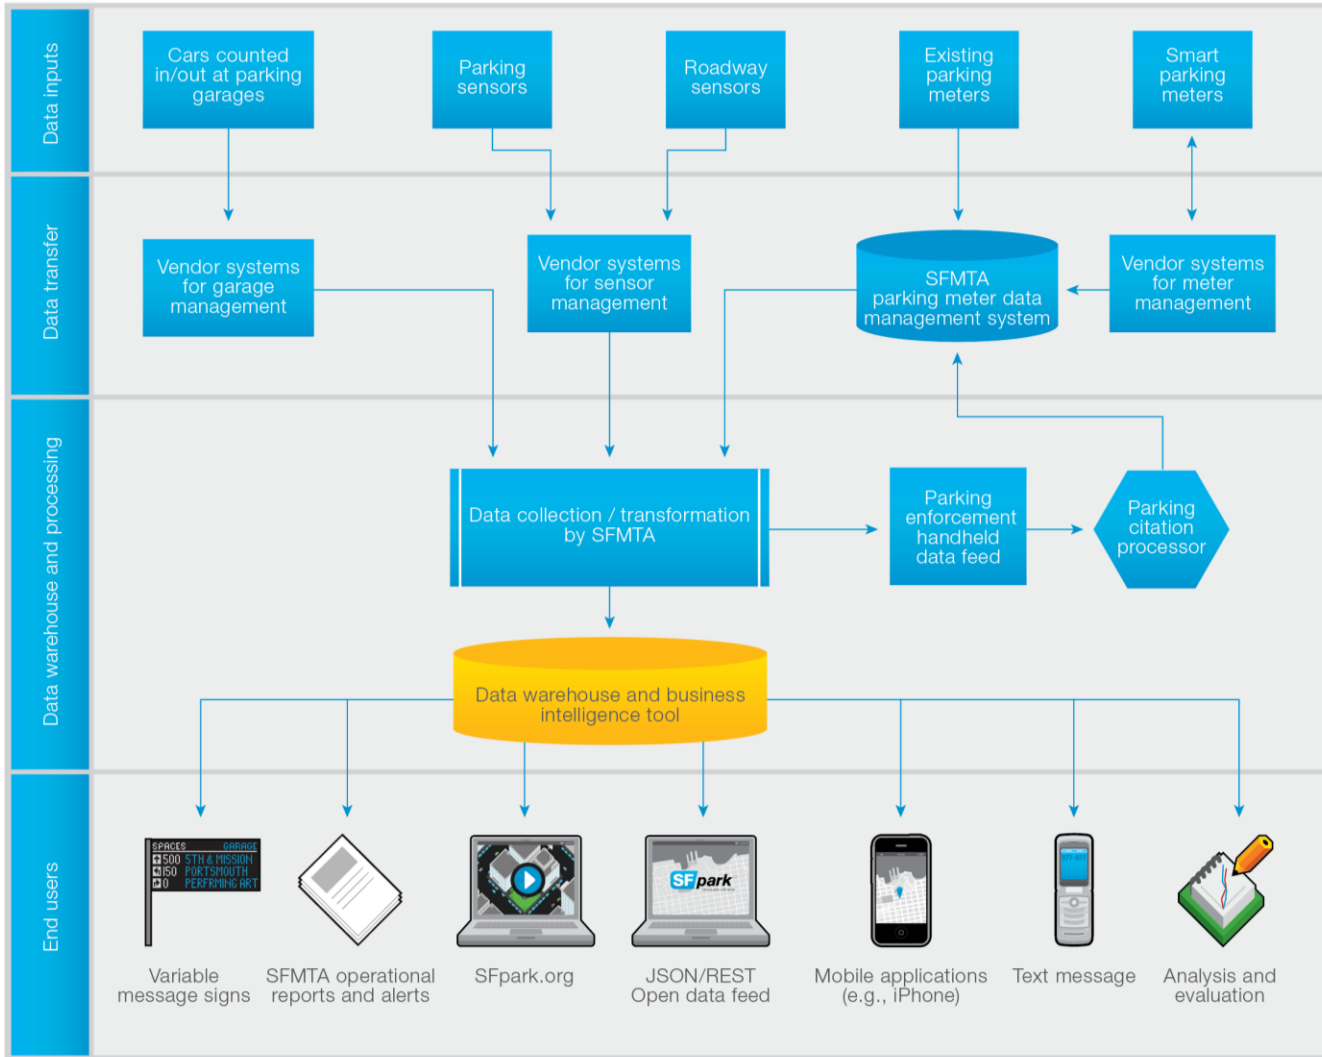 Data inputs
Cars counted
in/out at parking
garages
Parking
sensors
Roadway
sensors
Existing
parking
meters
Smart
parking
meters
Data transfer
Vendor systems
for garage
management
Vendor systems
for sensor
management
SFMTA
parking meter data
management system
Vendor systems
for meter
management
Data warehouse and processing
Data collection / transformation
by SFMTA
Parking
enforcement
handheld
data feed
Parking
citation
processor
Data warehouse and business
intelligence tool
End users
SPACES GARAGE
500 5TH & MISSION
150 PORTSMOUTH
0 PERFRMING ART
SFpark
Variable
message signs
SFMTA operational
reports and alerts
SFpark.org
JSON/REST
Open data feed
Mobile applications
(e.g., iPhone)
Text message
Analysis and
evaluation